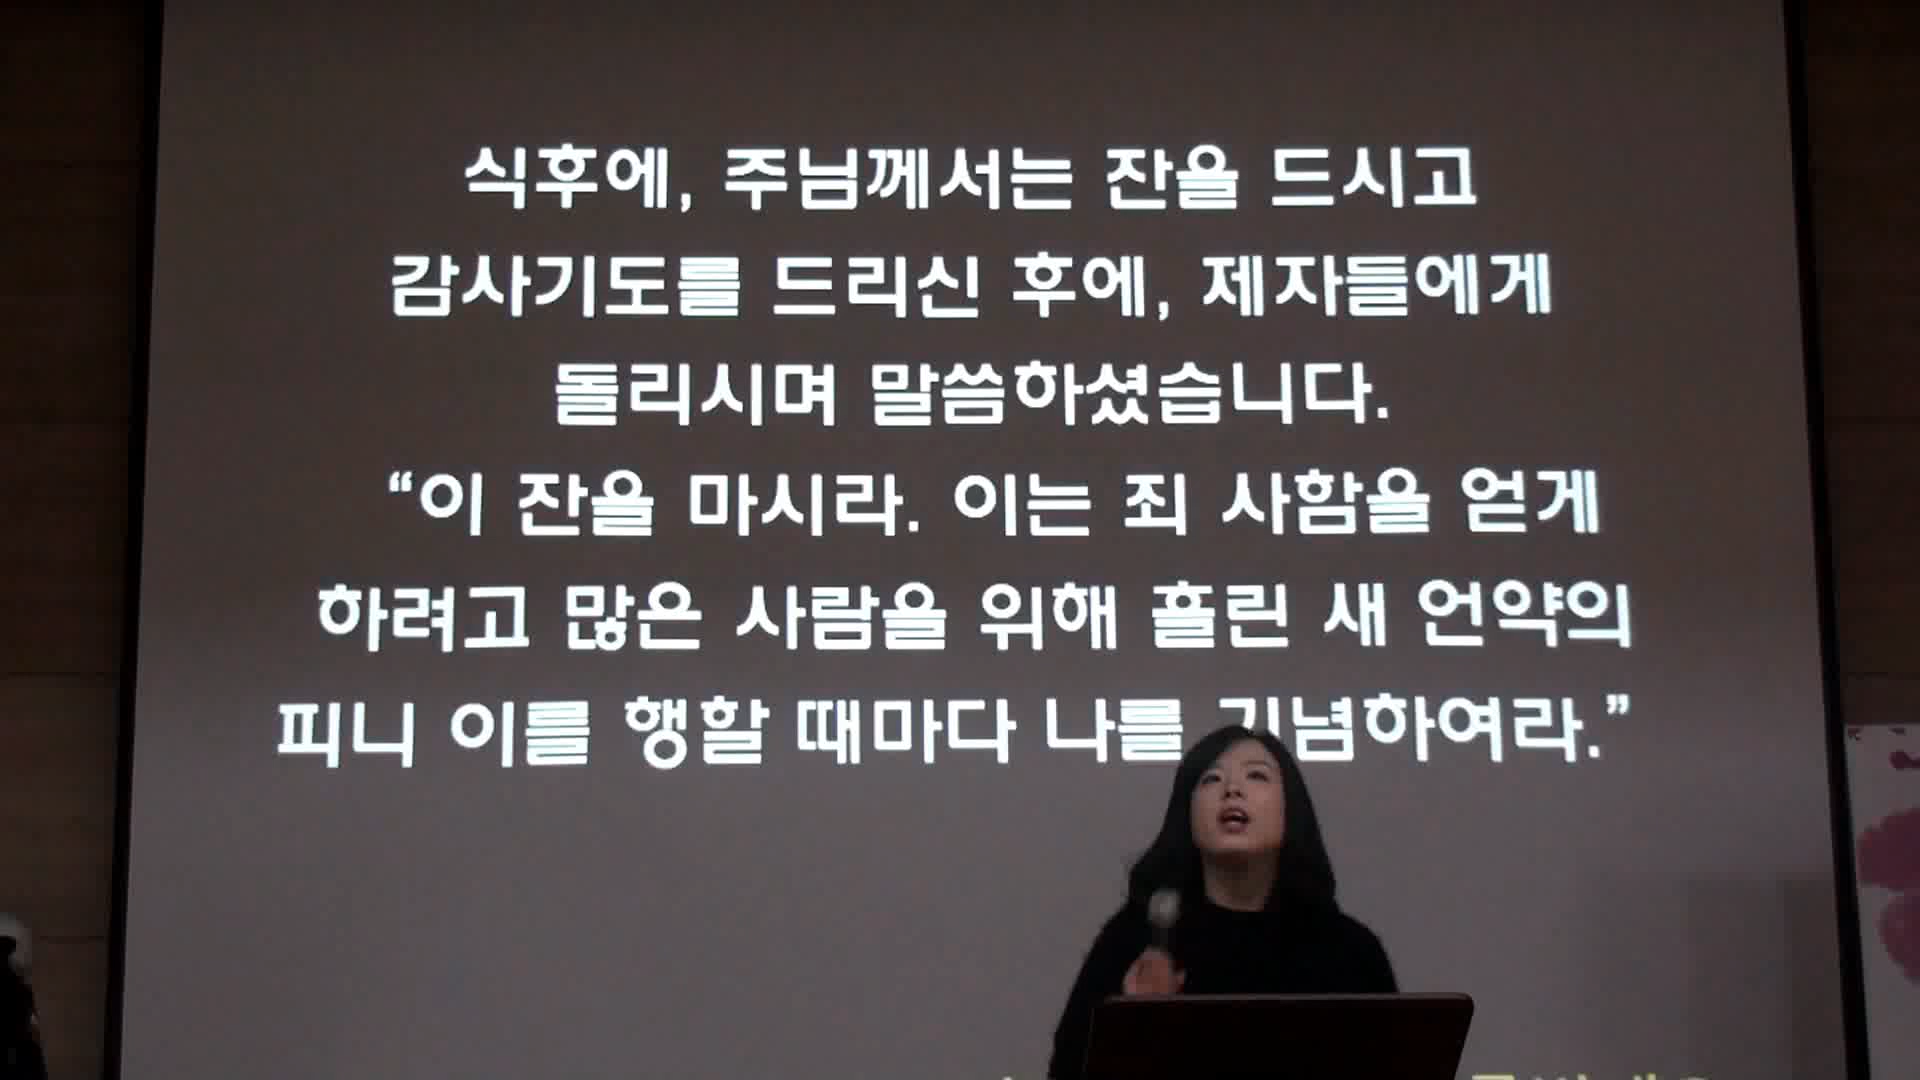 식후에, 주님께서는 잔을 드시고
감사기도를 드리신 후에, 제자들에게
돌리시며 말씀하셨습니다.
“이 잔을 마시라. 이는 죄 사함을 얻게
하려고 많은 사람을 위해 흘린 새 언약의
피니 이를 행할 때마다 나를 기념하여라.”